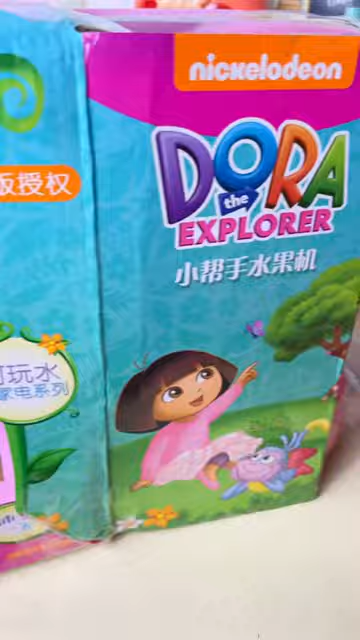 nickelodeon
DORA
the
EXPLORER
小帮手水果机
版授权
可玩水
家电系列